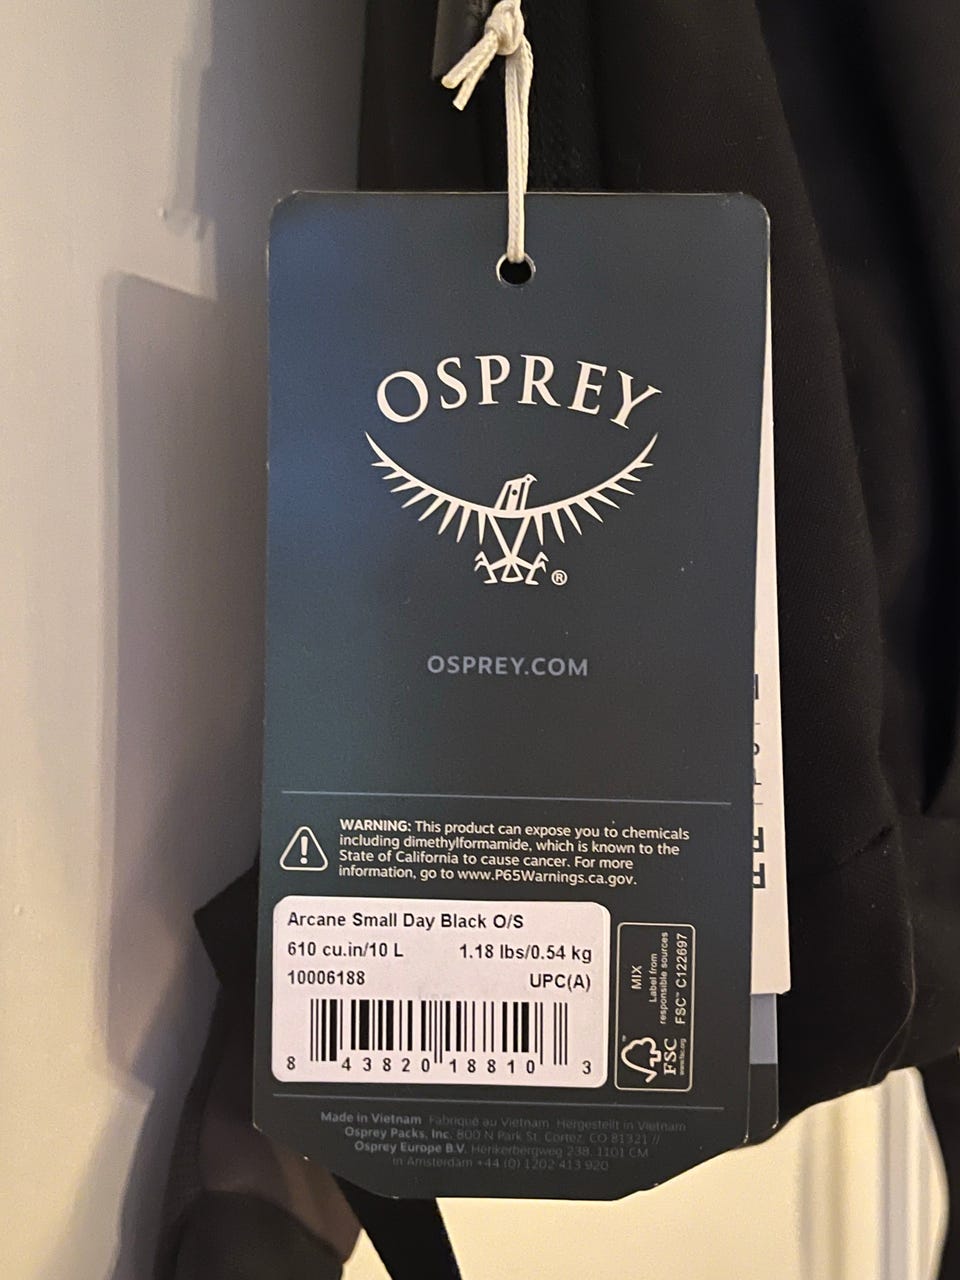 OSPREY
®
OSPREY.COM
WARNING: This product can expose you to chemicals
including dimethylformamide, which is known to the
State of California to cause cancer. For more
information, go to www.P65Warnings.ca.gov.
Arcane Small Day Black O/S
610 cu.in/10 L 1.18 lbs/0.54 kg
10006188 UPC(A)
8 43820 18810 3
MIX
Label from
responsible sources
FSC™ C122697
FSC
www.fsc.org
Made in Vietnam Fabriqué au Vietnam Hergestellt in Vietnam
Osprey Packs, Inc. 800 N Park St. Cortez, CO 81321 //
Osprey Europe B.V. Henkerbergweg 238, 1101 CM
in Amsterdam +44 (0) 1202 413 920